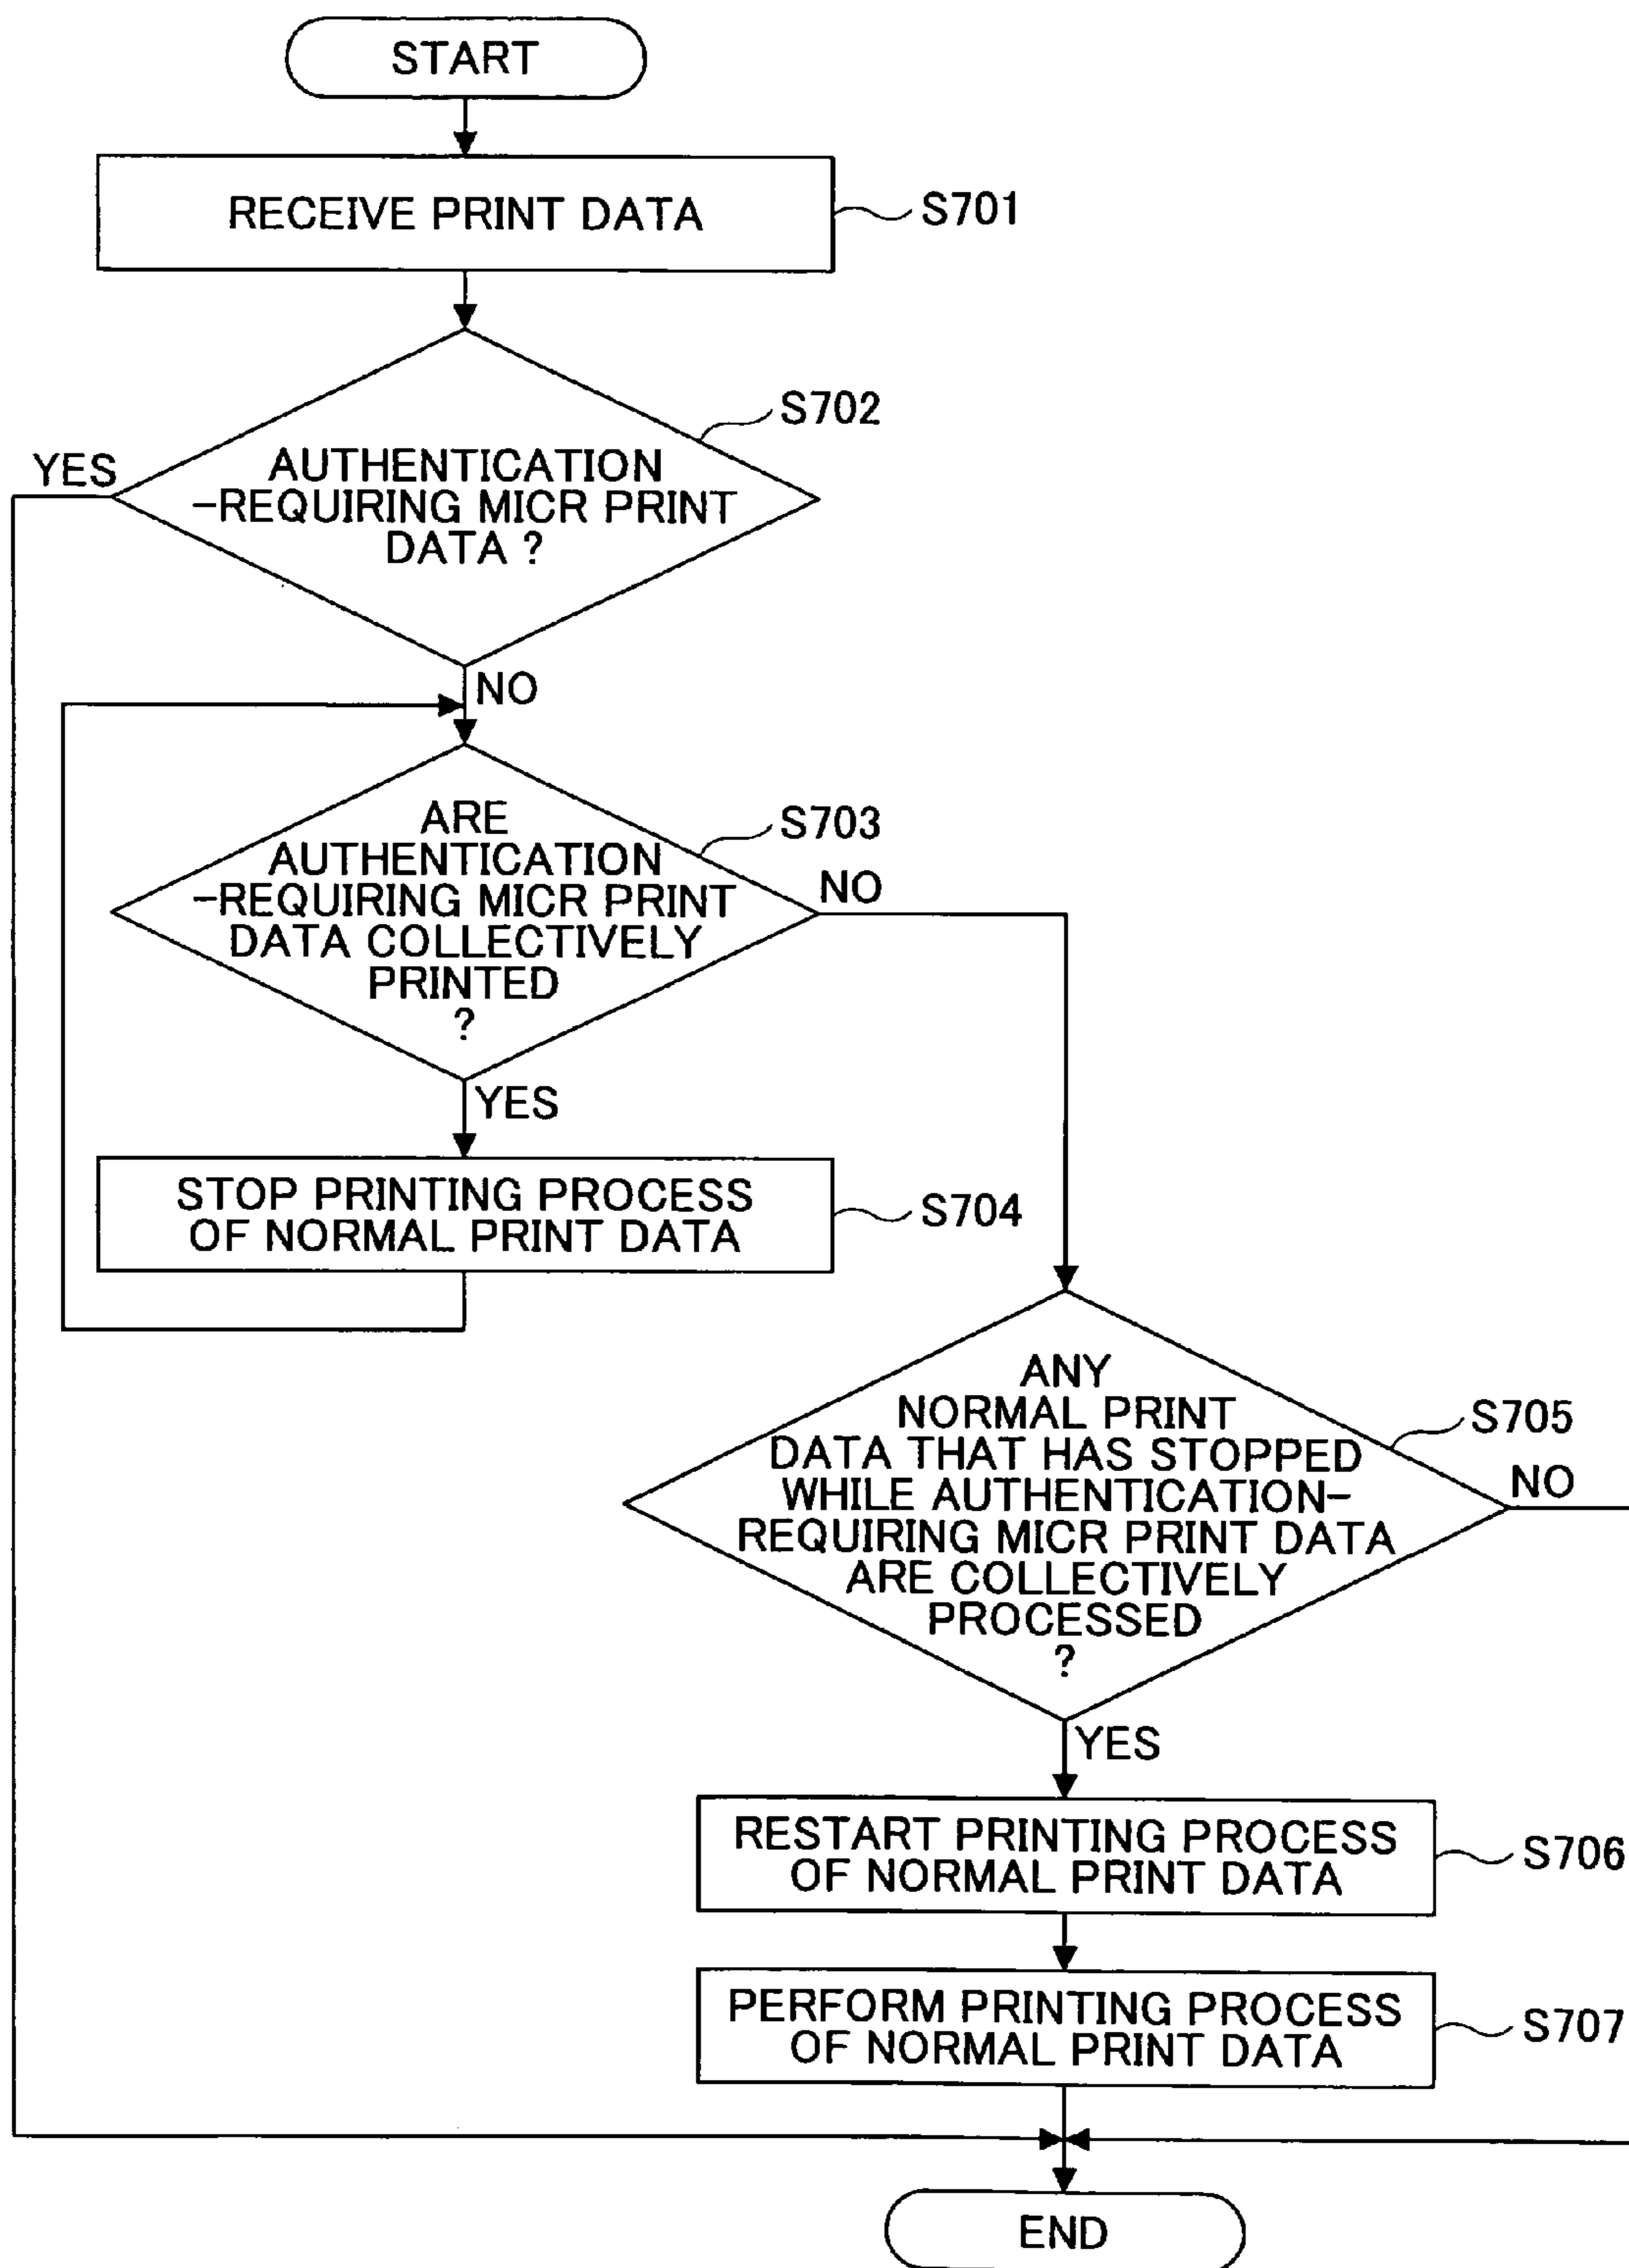 START
RECEIVE PRINT DATA
S701
S702
YES
AUTHENTICATION
-REQUIRING MICR PRINT
DATA ?
NO
S703
ARE
AUTHENTICATION
-REQUIRING MICR PRINT
DATA COLLECTIVELY
PRINTED
?
NO
YES
STOP PRINTING PROCESS
OF NORMAL PRINT DATA
S704
S705
ANY
NORMAL PRINT
DATA THAT HAS STOPPED
WHILE AUTHENTICATION-
REQUIRING MICR PRINT DATA
ARE COLLECTIVELY
PROCESSED
?
NO
YES
RESTART PRINTING PROCESS
OF NORMAL PRINT DATA
S706
PERFORM PRINTING PROCESS
OF NORMAL PRINT DATA
S707
END